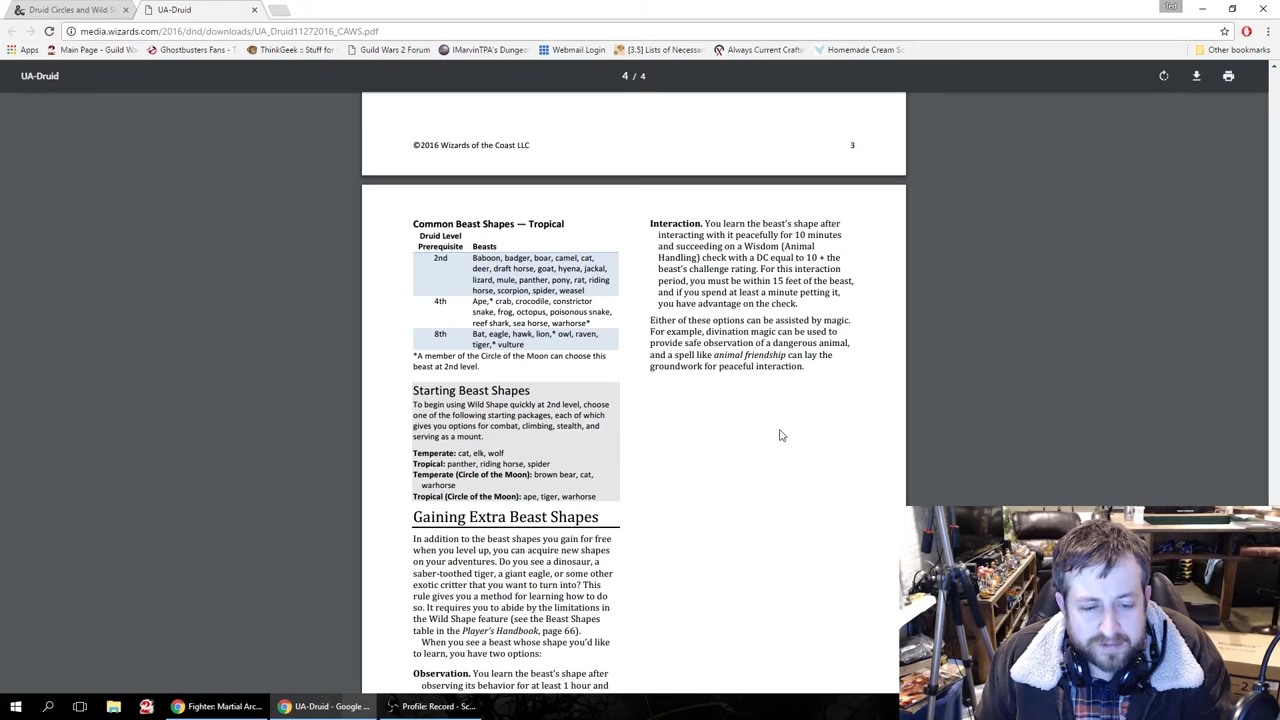 Druid Circles and Wild S
UA-Druid
Ted
media.wizards.com/2016/dnd/downloads/UA_Druid11272016_CAWS.pdf
Apps
Main Page - Guild Wa
Ghostbusters Fan - T
ThinkGeek :: Stuff for
Guild Wars 2 Forum
IMarvinTPA's Dungeo
Webmail Login
[3.5] Lists of Necessar
Always Current Crafti
Homemade Cream So
Other bookmarks
UA-Druid
4 / 4
©2016 Wizards of the Coast LLC
3
Common Beast Shapes — Tropical
Druid Level
Prerequisite Beasts
2nd Baboon, badger, boar, camel, cat,
deer, draft horse, goat, hyena, jackal,
lizard, mule, panther, pony, rat, riding
horse, scorpion, spider, weasel
4th Ape,* crab, crocodile, constrictor
snake, frog, octopus, poisonous snake,
reef shark, sea horse, warhorse*
8th Bat, eagle, hawk, lion,* owl, raven,
tiger,* vulture
*A member of the Circle of the Moon can choose this
beast at 2nd level.
Starting Beast Shapes
To begin using Wild Shape quickly at 2nd level, choose
one of the following starting packages, each of which
gives you options for combat, climbing, stealth, and
serving as a mount.
Temperate: cat, elk, wolf
Tropical: panther, riding horse, spider
Temperate (Circle of the Moon): brown bear, cat,
warhorse
Tropical (Circle of the Moon): ape, tiger, warhorse
Gaining Extra Beast Shapes
In addition to the beast shapes you gain for free
when you level up, you can acquire new shapes
on your adventures. Do you see a dinosaur, a
saber-toothed tiger, a giant eagle, or some other
exotic critter that you want to turn into? This
rule gives you a method for learning how to do
so. It requires you to abide by the limitations in
the Wild Shape feature (see the Beast Shapes
table in the Player's Handbook, page 66).
When you see a beast whose shape you'd like
to learn, you have two options:
Observation. You learn the beast's shape after
observing its behavior for at least 1 hour and
Interaction. You learn the beast's shape after
interacting with it peacefully for 10 minutes
and succeeding on a Wisdom (Animal
Handling) check with a DC equal to 10 + the
beast's challenge rating. For this interaction
period, you must be within 15 feet of the beast,
and if you spend at least a minute petting it,
you have advantage on the check.
Either of these options can be assisted by magic.
For example, divination magic can be used to
provide safe observation of a dangerous animal,
and a spell like animal friendship can lay the
groundwork for peaceful interaction.
Fighter: Martial Arc...
UA-Druid - Google ...
Profile: Record - Sc...